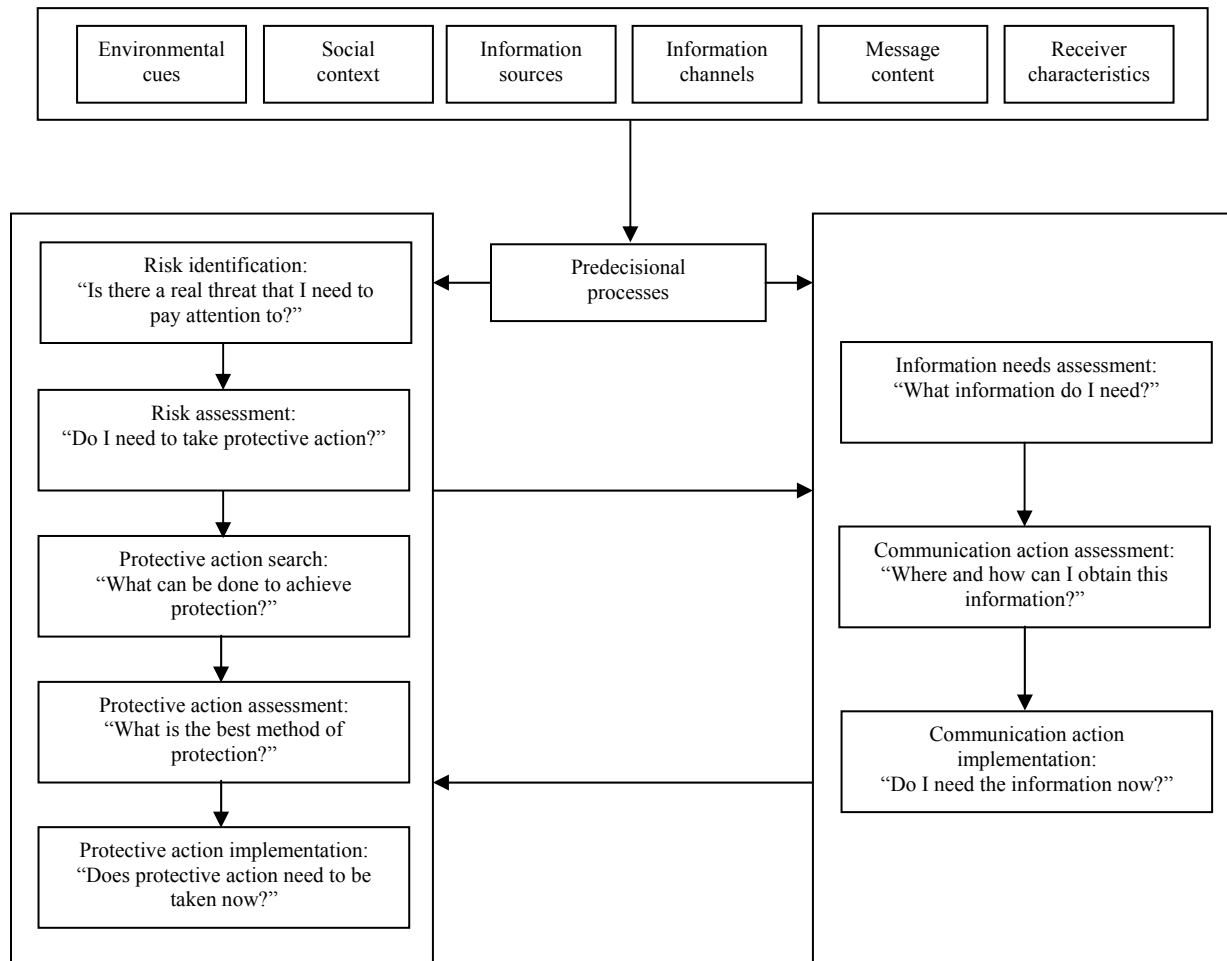 Environmental
cues
Social
context
Information
sources
Information
channels
Message
content
Receiver
characteristics
Predecisional
processes
Risk identification:
“Is there a real threat that I need to
pay attention to?”
Risk assessment:
“Do I need to take protective action?”
Protective action search:
“What can be done to achieve
protection?”
Protective action assessment:
“What is the best method of
protection?”
Protective action implementation:
“Does protective action need to be
taken now?”
Information needs assessment:
“What information do I need?”
Communication action assessment:
“Where and how can I obtain this
information?”
Communication action
implementation:
“Do I need the information now?”